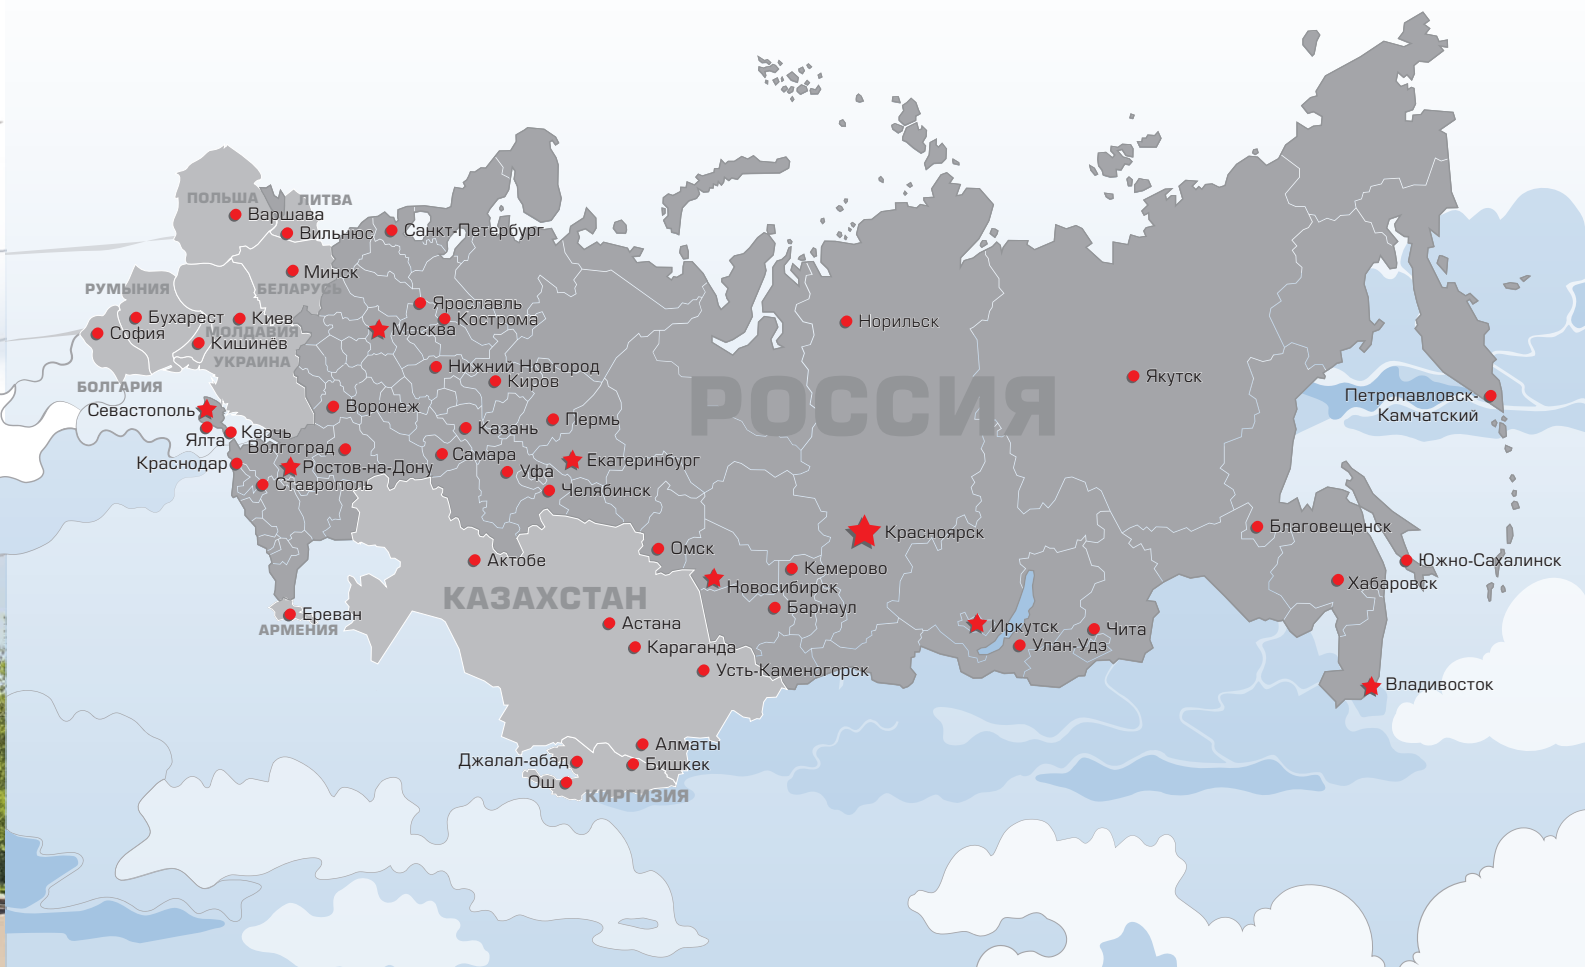 ПОЛЬША
ЛИТВА
Варшава
Вильнюс
Санкт-Петербург
Минск
РУМЫНИЯ
БЕЛАРУСЬ
Ярославль
Бухарест
Киев
Кострома
Норильск
София
МОЛДАВИЯ
Москва
Кишинёв
УКРАИНА
Нижний Новгород
Киров
Якутск
БОЛГАРИЯ
РОССИЯ
Петропавловск-
Камчатский
Севастополь
Воронеж
Пермь
Ялта
Керчь
Казань
Волгоград
Самара
Екатеринбург
Краснодар
Ростов-на-Дону
Уфа
Ставрополь
Челябинск
Красноярск
Благовещенск
Омск
Актобе
Южно-Сахалинск
Кемерово
Хабаровск
Новосибирск
КАЗАХСТАН
Барнаул
Ереван
АРМЕНИЯ
Астана
Иркутск
Чита
Караганда
Улан-Удэ
Усть-Каменогорск
Владивосток
Алматы
Джалал-абад
Бишкек
Ош
КИРГИЗИЯ